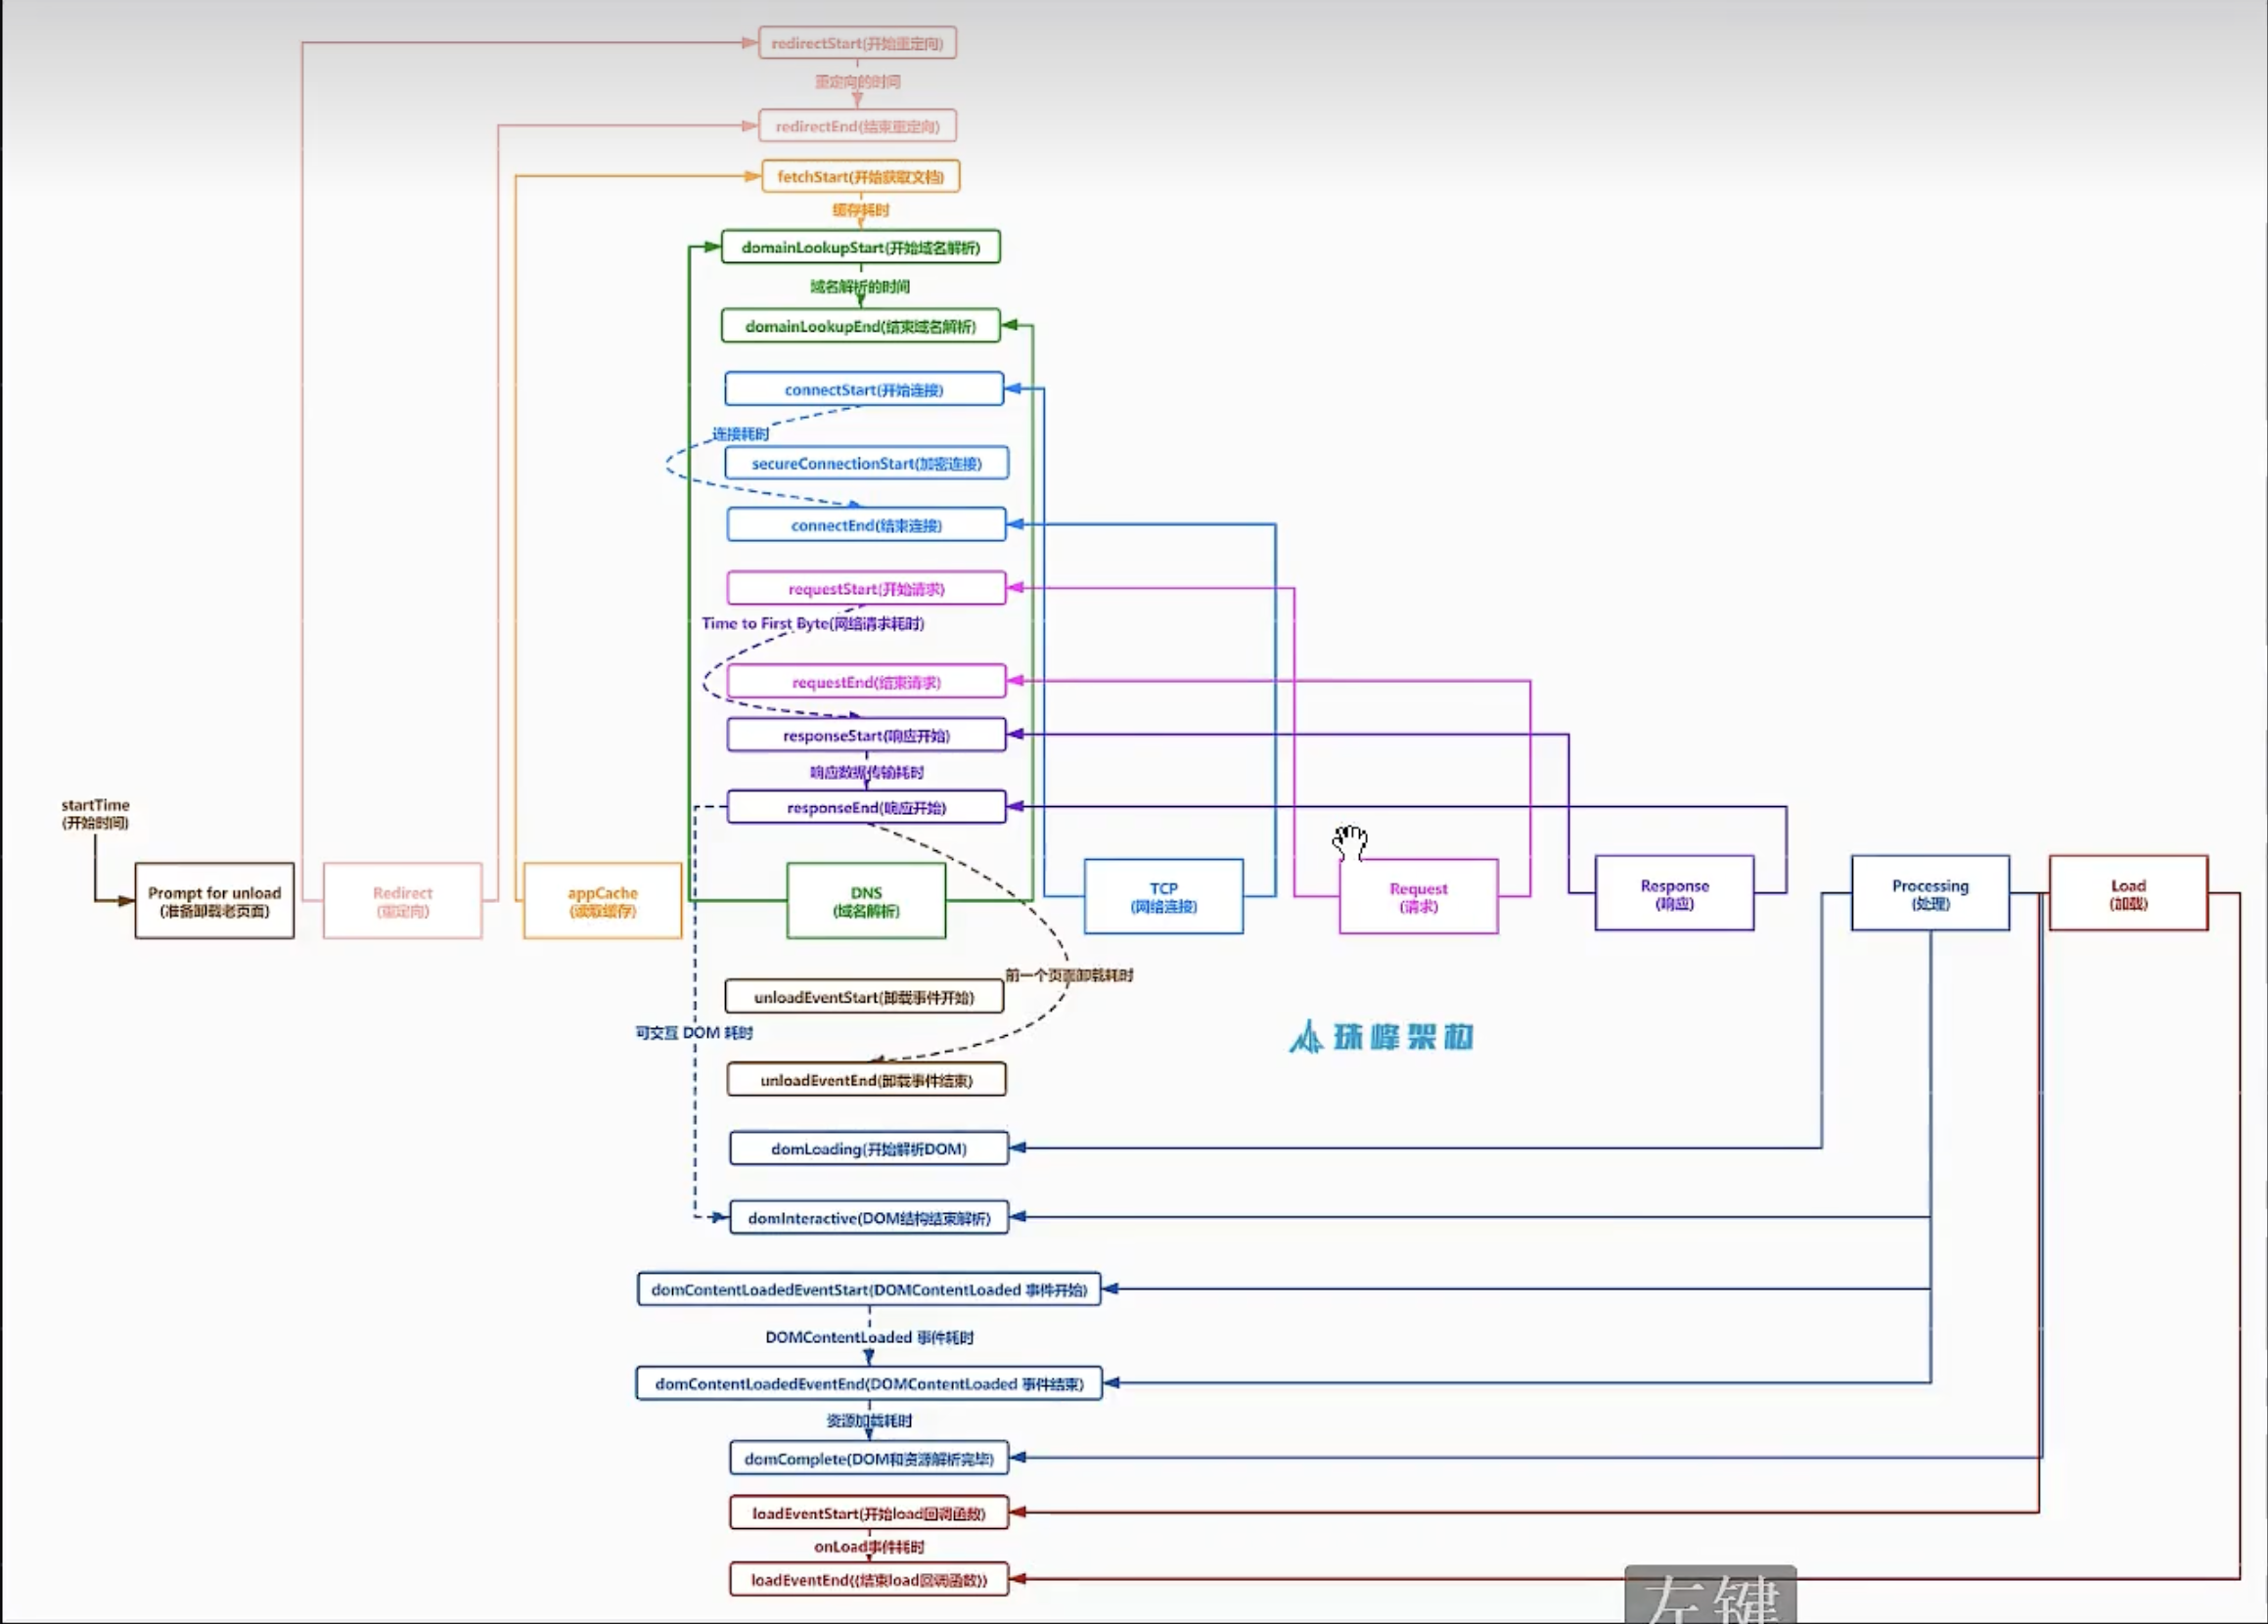 redirectStart(开始重定向)
重定向的时间
redirectEnd(结束重定向)
fetchStart(开始获取文档)
缓存耗时
domainLookupStart(开始域名解析)
域名解析的时间
domainLookupEnd(结束域名解析)
connectStart(开始连接)
连接耗时
secureConnectionStart(加密连接)
connectEnd(结束连接)
requestStart(开始请求)
Time to First Byte(网络请求耗时)
requestEnd(结束请求)
responseStart(响应开始)
响应数据传输耗时
responseEnd(响应开始)
startTime
(开始时间)
Prompt for unload
(准备卸载老页面)
Redirect
(重定向)
appCache
(读取缓存)
DNS
(域名解析)
TCP
(网络连接)
Request
(请求)
Response
(响应)
Processing
(处理)
Load
(加载)
前一个页面卸载耗时
unloadEventStart(卸载事件开始)
可交互 DOM 耗时
珠峰架构
unloadEventEnd(卸载事件结束)
domLoading(开始解析DOM)
domInteractive(DOM结构结束解析)
domContentLoadedEventStart(DOMContentLoaded 事件开始)
DOMContentLoaded 事件耗时
domContentLoadedEventEnd(DOMContentLoaded 事件结束)
资源加载耗时
domComplete(DOM和资源解析完毕)
loadEventStart(开始load回调函数)
onLoad事件耗时
loadEventEnd((结束load回调函数))
左键